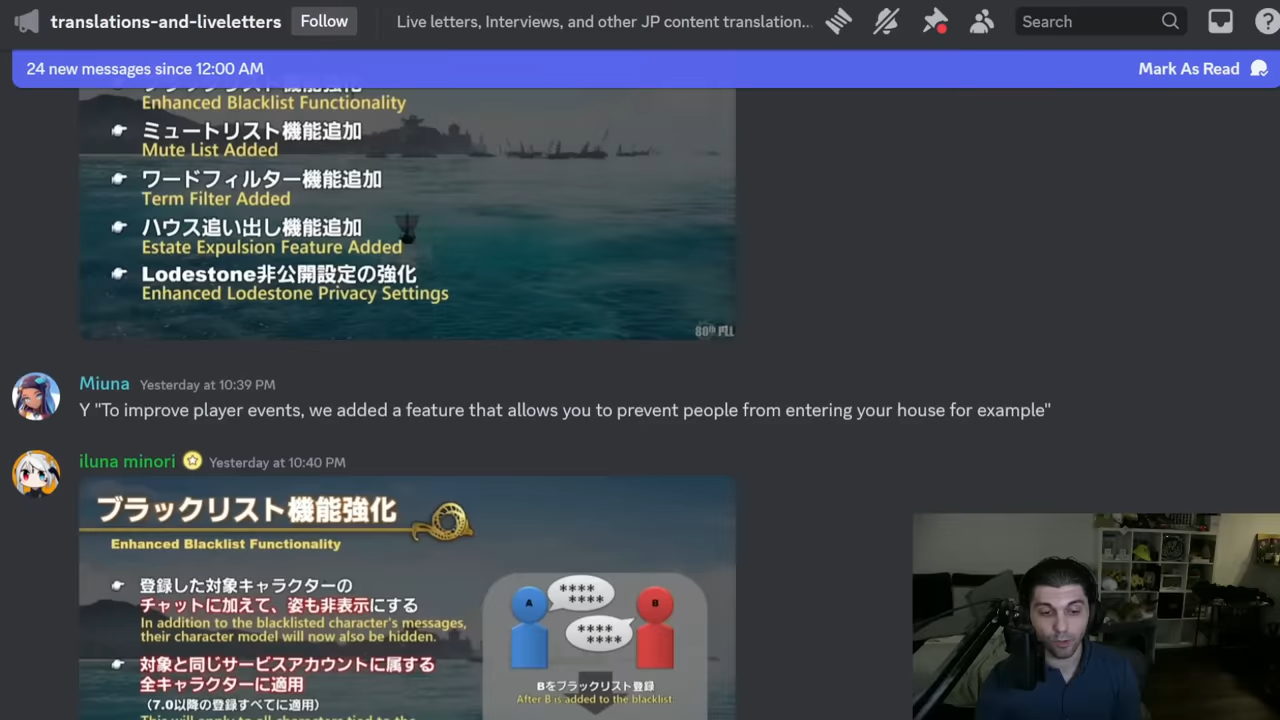 translations-and-liveletters
Follow
Live letters, Interviews, and other JP content translation...
Search
24 new messages since 12:00 AM
Mark As Read
Enhanced Blacklist Functionality
ミュートリスト機能追加
Mute List Added
ワードフィルター機能追加
Term Filter Added
ハウス追い出し機能追加
Estate Expulsion Feature Added
Lodestone非公開設定の強化
Enhanced Lodestone Privacy Settings
80th PLL
Miuna Yesterday at 10:39 PM
Y "To improve player events, we added a feature that allows you to prevent people from entering your house for example"
iluna minori Yesterday at 10:40 PM
ブラックリスト機能強化
Enhanced Blacklist Functionality
登録した対象キャラクターの
チャットに加えて、姿も非表示にする
In addition to the blacklisted character's messages,
their character model will now also be hidden.
対象と同じサービスアカウントに属する
全キャラクターに適用
(7.0以降の登録すべてに適用)
This will apply to all characters tied to the
A
****
****
B
****
****
Bをブラックリスト登録
After B is added to the blacklist